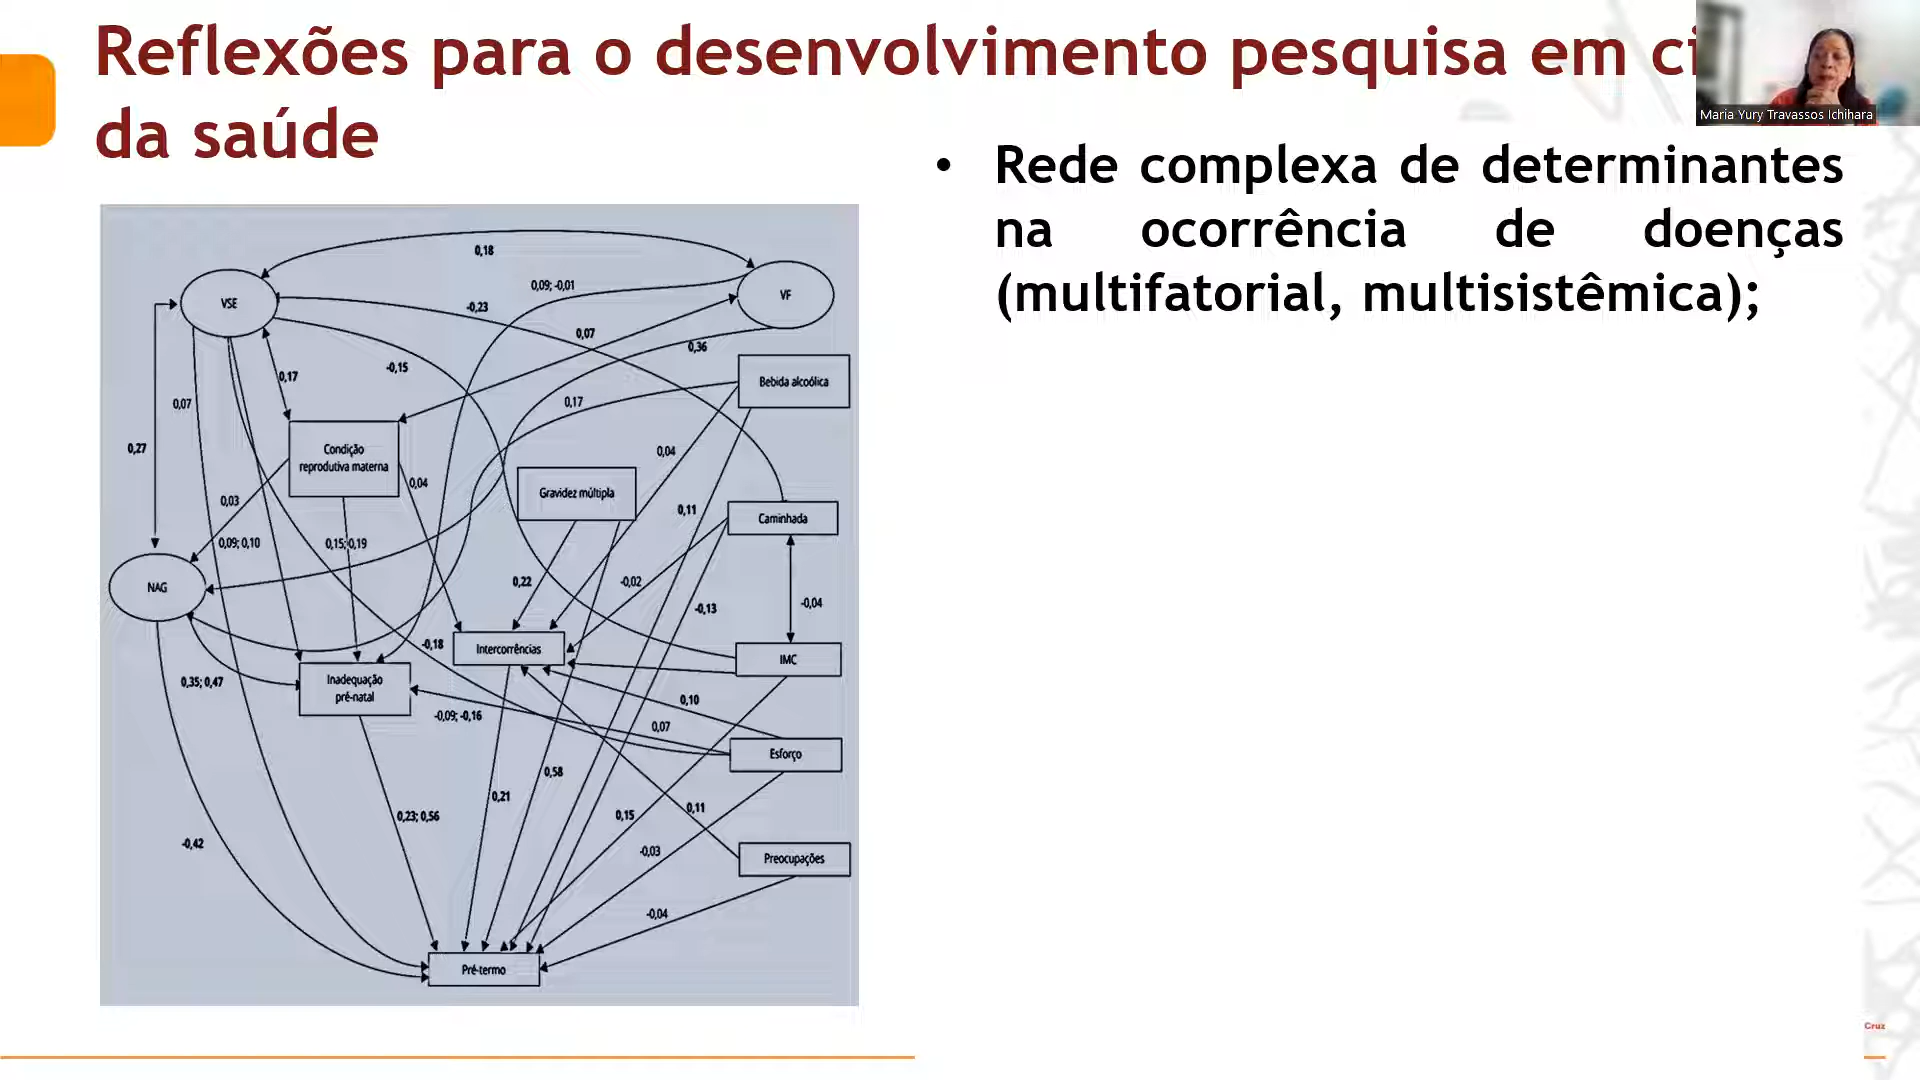 Reflexões para o desenvolvimento pesquisa em ci
da saúde
Maria Yury Travassos Ichihara
• Rede complexa de determinantes
na ocorrência de doenças
(multifatorial, multisistêmica);
0,18
VSE
VF
0,09; -0,01
-0,23
0,07
0,36
-0,15
0,17
0,07
Bebida alcoólica
0,17
0,27
Condição
reprodutiva materna
0,04
0,04
Gravidez múltipla
0,03
0,11
Caminhada
0,09; 0,10
0,15; 0,19
NAG
0,22
-0,02
-0,13
-0,04
-0,18
Intercorrências
IMC
0,35; 0,47
Inadequação
pré-natal
0,10
-0,09; -0,16
0,07
Esforço
0,58
0,21
0,23; 0,56
0,15
0,11
-0,42
-0,03
Preocupações
-0,04
Pré-termo
Cruz